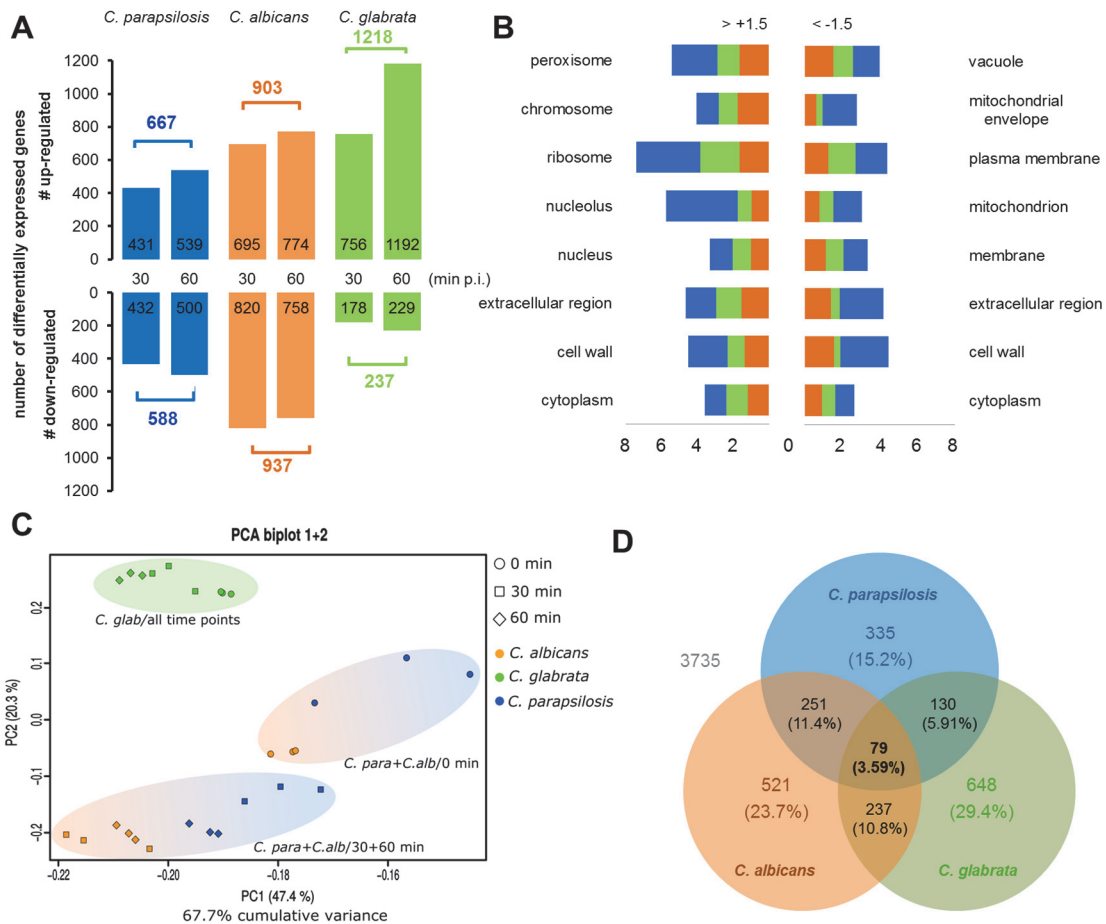 A
C. parapsilosis C. albicans C. glabrata
number of differentially expressed genes
# up-regulated
# down-regulated
1200
1000
800
600
400
200
0
667
903
1218
431 539 695 774 756 1192
30 60 30 60 30 60 (min p.i.)
0
200
400
600
800
1000
1200
432 500 820 758 178 229
588
937
237
B
> +1.5 < -1.5
peroxisome
chromosome
ribosome
nucleolus
nucleus
extracellular region
cell wall
cytoplasm
vacuole
mitochondrial
envelope
plasma membrane
mitochondrion
membrane
extracellular region
cell wall
cytoplasm
8 6 4 2 0 2 4 6 8
C
PCA biplot 1+2
PC2 (20.3 %)
0.2
0.1
0.0
−0.1
−0.2
C. glab/all time points
C. para+C.alb/0 min
C. para+C.alb/30+60 min
−0.22 −0.20 −0.18 −0.16
PC1 (47.4 %)
67.7% cumulative variance
0 min
30 min
60 min
C. albicans
C. glabrata
C. parapsilosis
D
C. parapsilosis
335
(15.2%)
3735
251
(11.4%)
130
(5.91%)
79
(3.59%)
521
(23.7%)
648
(29.4%)
237
(10.8%)
C. albicans
C. glabrata